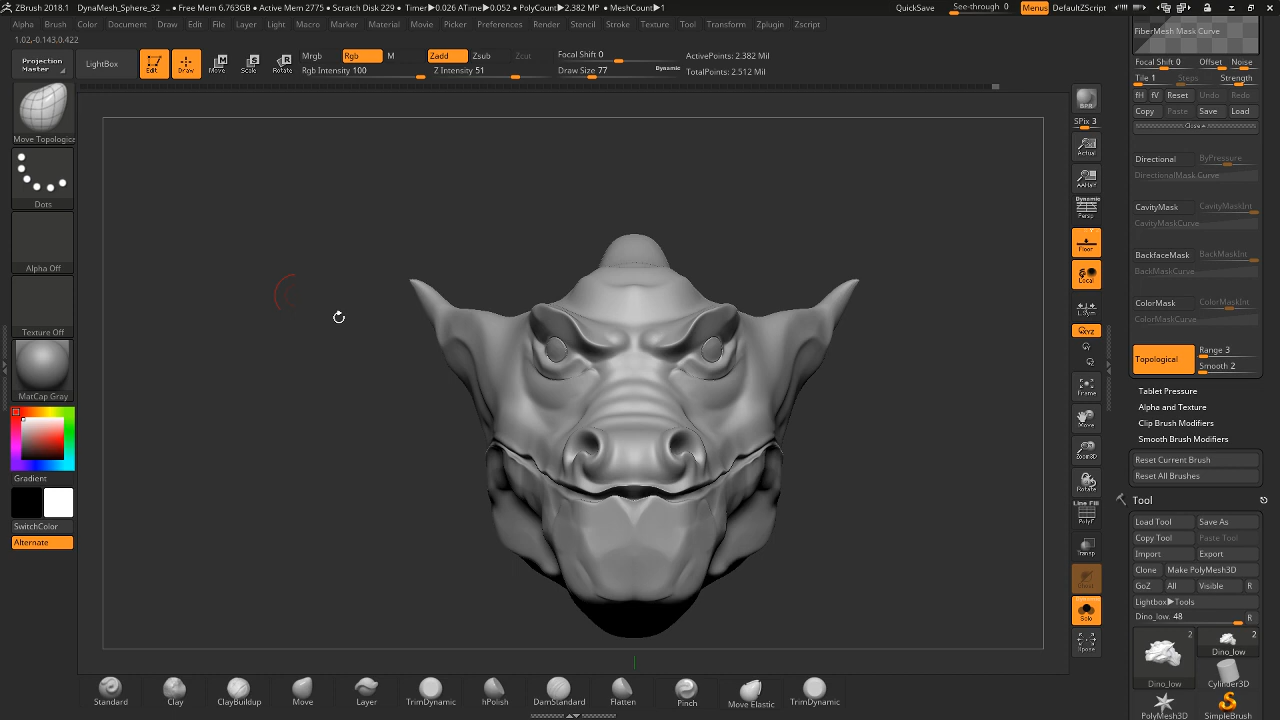 ZBrush 2018.1 DynaMesh_Sphere_32 .. • Free Mem 6.763GB • Active Mem 2775 • Scratch Disk 229 • Timer▶0.026 ATime▶0.052 • PolyCount▶2.382 MP • MeshCount▶1 QuickSave See-through 0 Menus DefaultZScript
Alpha Brush Color Document Draw Edit File Layer Light Macro Marker Material Movie Picker Preferences Render Stencil Stroke Texture Tool Transform Zplugin Zscript
1.02,-0.143,0.422
Projection
Master
LightBox
Edit Draw Move Scale Rotate
Mrgb Rgb M
Rgb Intensity 100
Zadd Zsub Zcut
Z Intensity 51
Focal Shift 0
Draw Size 77 Dynamic
ActivePoints: 2.382 Mil
TotalPoints: 2.512 Mil
Move Topologica
Dots
Alpha Off
Texture Off
MatCap Gray
Gradient
SwitchColor
Alternate
BPR
SPix 3
Actual
AAHalf
Dynamic
Persp
Floor
Local
L.Sym
XYZ
Frame
Move
Zoom3D
Rotate
Line Fill
PolyF
Transp
Solo
Xpose
FiberMesh Mask Curve
Focal Shift 0 Offset Noise
Tile 1 Steps Strength
fH fV Reset Undo Redo
Copy Paste Save Load
Close
Directional ByPressure
DirectionalMask Curve
CavityMask CavityMaskInt
CavityMaskCurve
BackfaceMask BackMaskInt
BackMaskCurve
ColorMask ColorMaskInt
ColorMaskCurve
Topological Range 3
Smooth 2
Tablet Pressure
Alpha and Texture
Clip Brush Modifiers
Smooth Brush Modifiers
Reset Current Brush
Reset All Brushes
Tool
Load Tool Save As
Copy Tool Paste Tool
Import Export
Clone Make PolyMesh3D
GoZ All Visible R
Lightbox▶Tools
Dino_low. 48 R
2 2
Dino_low
Dino_low Cylinder3D
PolyMesh3D SimpleBrush
Standard Clay ClayBuildup Move Layer TrimDynamic hPolish DamStandard Flatten Pinch Move Elastic TrimDynamic